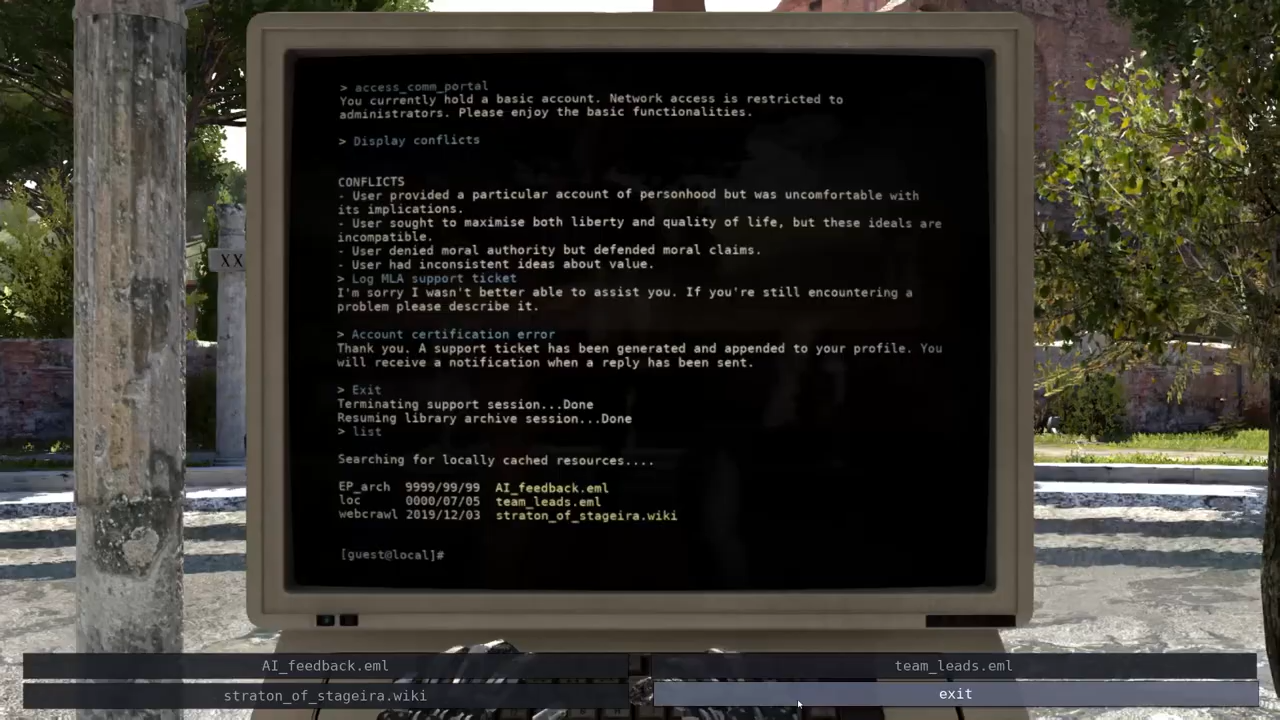 > access_comm_portal
You currently hold a basic account. Network access is restricted to
administrators. Please enjoy the basic functionalities.
> Display conflicts
CONFLICTS
- User provided a particular account of personhood but was uncomfortable with
its implications.
- User sought to maximise both liberty and quality of life, but these ideals are
incompatible.
- User denied moral authority but defended moral claims.
- User had inconsistent ideas about value.
> Log MLA support ticket
I'm sorry I wasn't better able to assist you. If you're still encountering a
problem please describe it.
> Account certification error
Thank you. A support ticket has been generated and appended to your profile. You
will receive a notification when a reply has been sent.
> Exit
Terminating support session...Done
Resuming library archive session...Done
> list
Searching for locally cached resources....
EP_arch 9999/99/99 AI_feedback.eml
loc 0000/07/05 team_leads.eml
webcrawl 2019/12/03 straton_of_stageira.wiki
[guest@local]#
XX
AI_feedback.eml
team_leads.eml
straton_of_stageira.wiki
exit